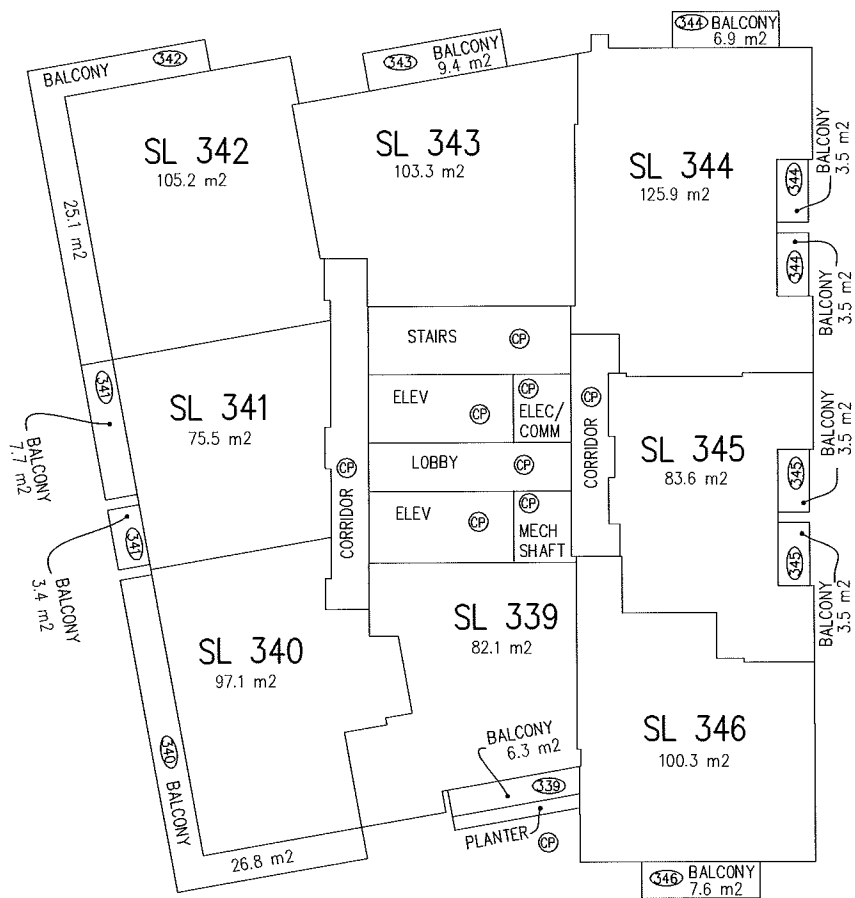 344 BALCONY
6.9 m2
BALCONY 342
343 BALCONY
9.4 m2
SL 342
105.2 m2
25.1 m2
SL 343
103.3 m2
SL 344
125.9 m2
344
BALCONY
3.5 m2
344
BALCONY
3.5 m2
STAIRS CP
341
BALCONY
7.7 m2
SL 341
75.5 m2
ELEV CP
CP
ELEC/
COMM
CORRIDOR CP
LOBBY CP
CORRIDOR CP
ELEV CP
CP
MECH
SHAFT
SL 345
83.6 m2
345
BALCONY
3.5 m2
345
BALCONY
3.5 m2
341
BALCONY
3.4 m2
SL 340
97.1 m2
SL 339
82.1 m2
SL 346
100.3 m2
340 BALCONY
26.8 m2
BALCONY
6.3 m2
339
PLANTER
CP
346 BALCONY
7.6 m2